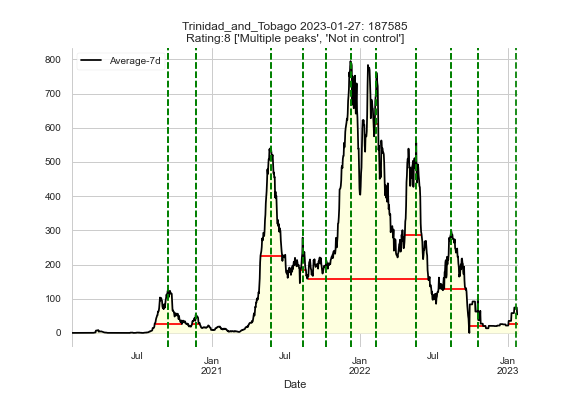 Trinidad_and_Tobago 2023-01-27: 187585
Rating:8 ['Multiple peaks', 'Not in control']
Average-7d
800
700
600
500
400
300
200
100
0
Jul
Jan
2021
Jul
Jan
2022
Jul
Jan
2023
Date